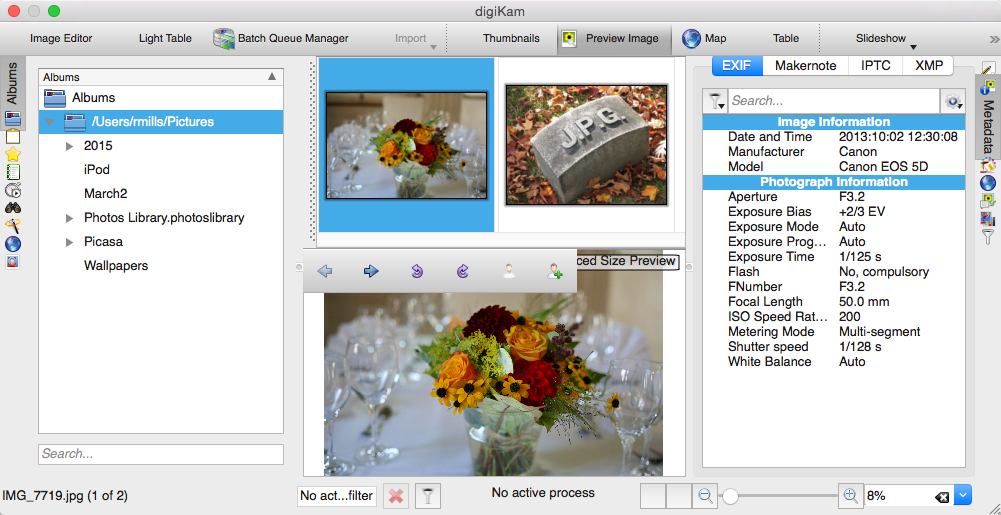 digiKam
Image Editor Light Table Batch Queue Manager Import Thumbnails Preview Image Map Table Slideshow »
Albums
Albums
Albums
/Users/rmills/Pictures
2015
iPod
March2
Photos Library.photoslibrary
Picasa
Wallpapers
Search...
JPG
ced Size Preview
EXIF Makernote IPTC XMP
Search...
Image Information
Date and Time 2013:10:02 12:30:08
Manufacturer Canon
Model Canon EOS 5D
Photograph Information
Aperture F3.2
Exposure Bias +2/3 EV
Exposure Mode Auto
Exposure Prog... Auto
Exposure Time 1/125 s
Flash No, compulsory
FNumber F3.2
Focal Length 50.0 mm
ISO Speed Rat... 200
Metering Mode Multi-segment
Shutter speed 1/128 s
White Balance Auto
Metadata
IMG_7719.jpg (1 of 2) No act...filter No active process 8%